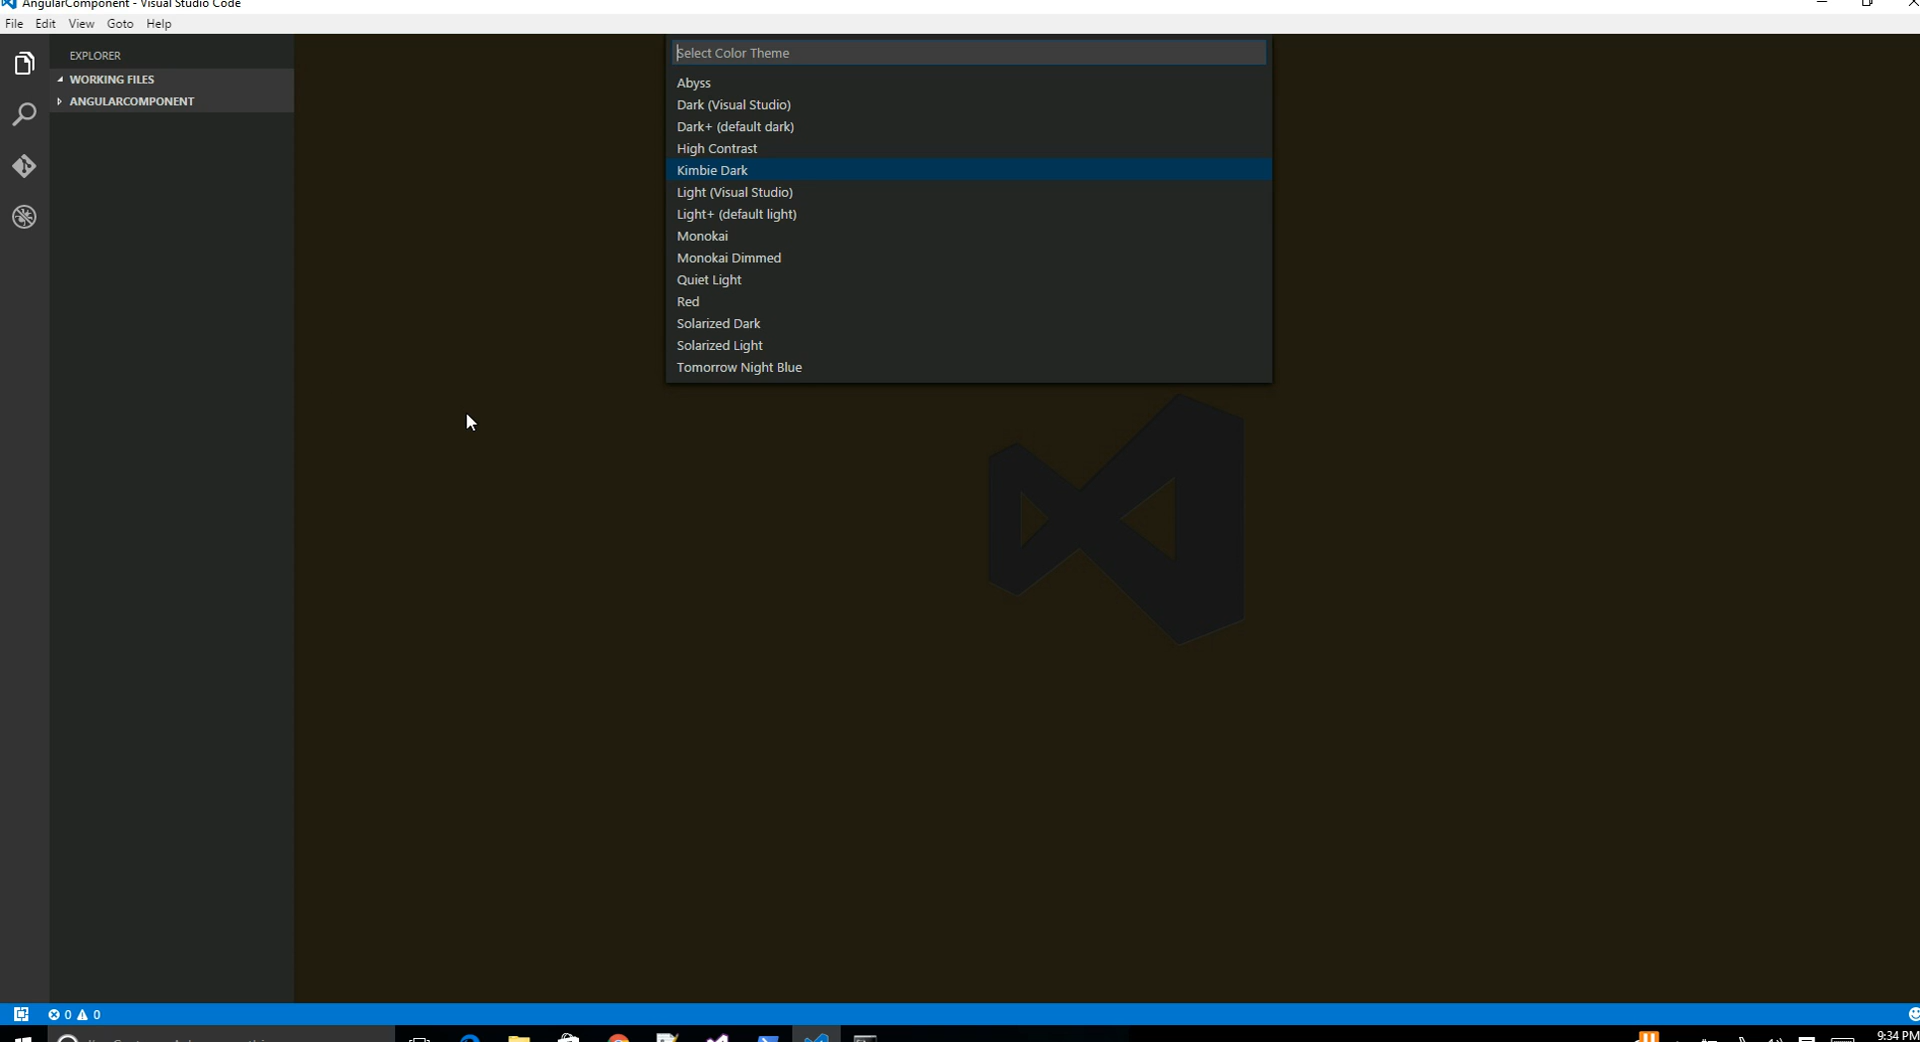 AngularComponent - Visual Studio Code
File Edit View Goto Help
EXPLORER
WORKING FILES
ANGULARCOMPONENT
Select Color Theme
Abyss
Dark (Visual Studio)
Dark+ (default dark)
High Contrast
Kimbie Dark
Light (Visual Studio)
Light+ (default light)
Monokai
Monokai Dimmed
Quiet Light
Red
Solarized Dark
Solarized Light
Tomorrow Night Blue
0 0
9:34 PM